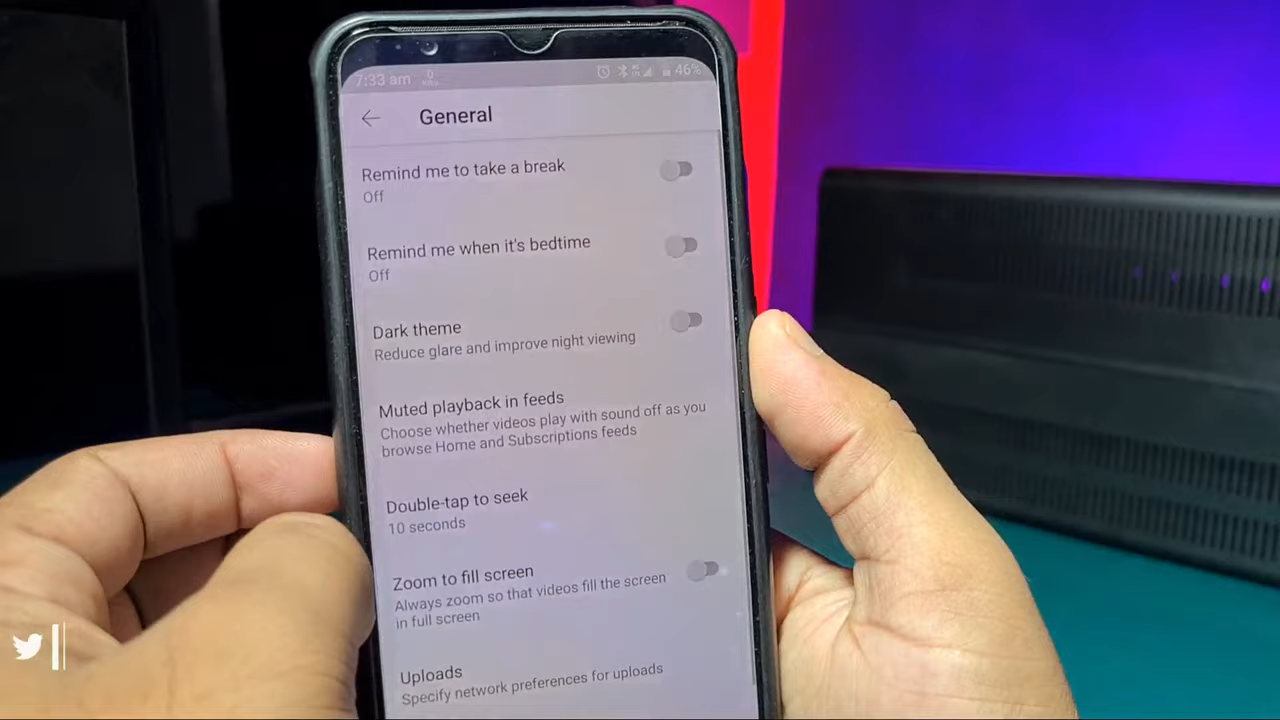 7:33 am
46%
General
Remind me to take a break
Off
Remind me when it's bedtime
Off
Dark theme
Reduce glare and improve night viewing
Muted playback in feeds
Choose whether videos play with sound off as you
browse Home and Subscriptions feeds
Double-tap to seek
10 seconds
Zoom to fill screen
Always zoom so that videos fill the screen
in full screen
Uploads
Specify network preferences for uploads